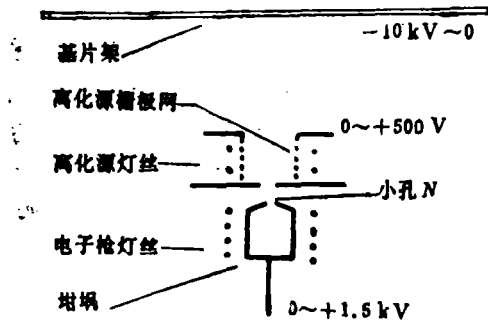 -10 kV~0
基片架
离化源栅极网
0~+500 V
离化源灯丝
小孔 N
电子枪灯丝
坩埚
0~+1.5 kV